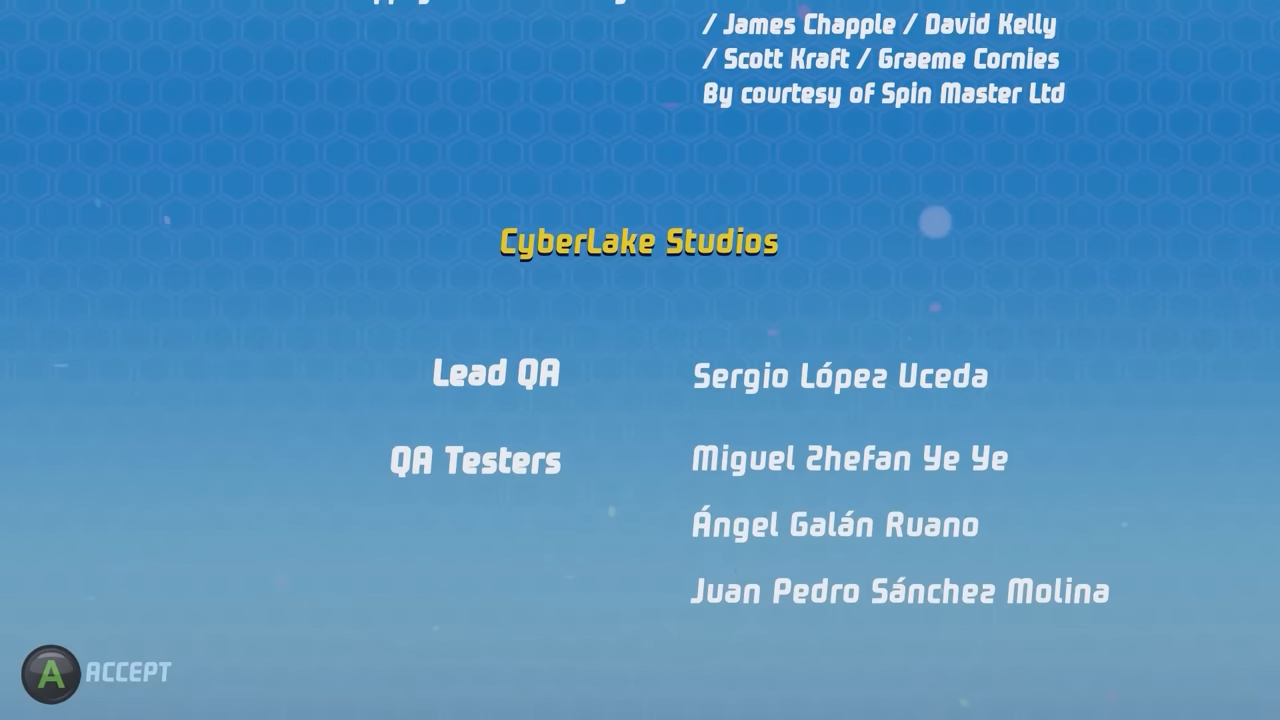 / James Chapple / David Kelly
/ Scott Kraft / Graeme Cornies
By courtesy of Spin Master Ltd
CyberLake Studios
Lead QA
Sergio López Uceda
QA Testers
Miguel Zhefan Ye Ye
Ángel Galán Ruano
Juan Pedro Sánchez Molina
A ACCEPT